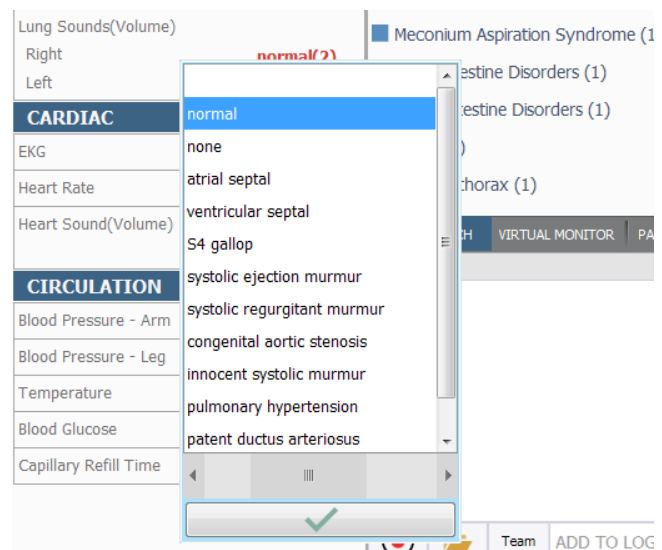 Lung Sounds(Volume)
Right
normal(2)
Left
CARDIAC
EKG
Heart Rate
Heart Sound(Volume)
CIRCULATION
Blood Pressure - Arm
Blood Pressure - Leg
Temperature
Blood Glucose
Capillary Refill Time
normal
none
atrial septal
ventricular septal
S4 gallop
systolic ejection murmur
systolic regurgitant murmur
congenital aortic stenosis
innocent systolic murmur
pulmonary hypertension
patent ductus arteriosus
Meconium Aspiration Syndrome (1
estine Disorders (1)
estine Disorders (1)
)
horax (1)
H VIRTUAL MONITOR PA
Team ADD TO LOG